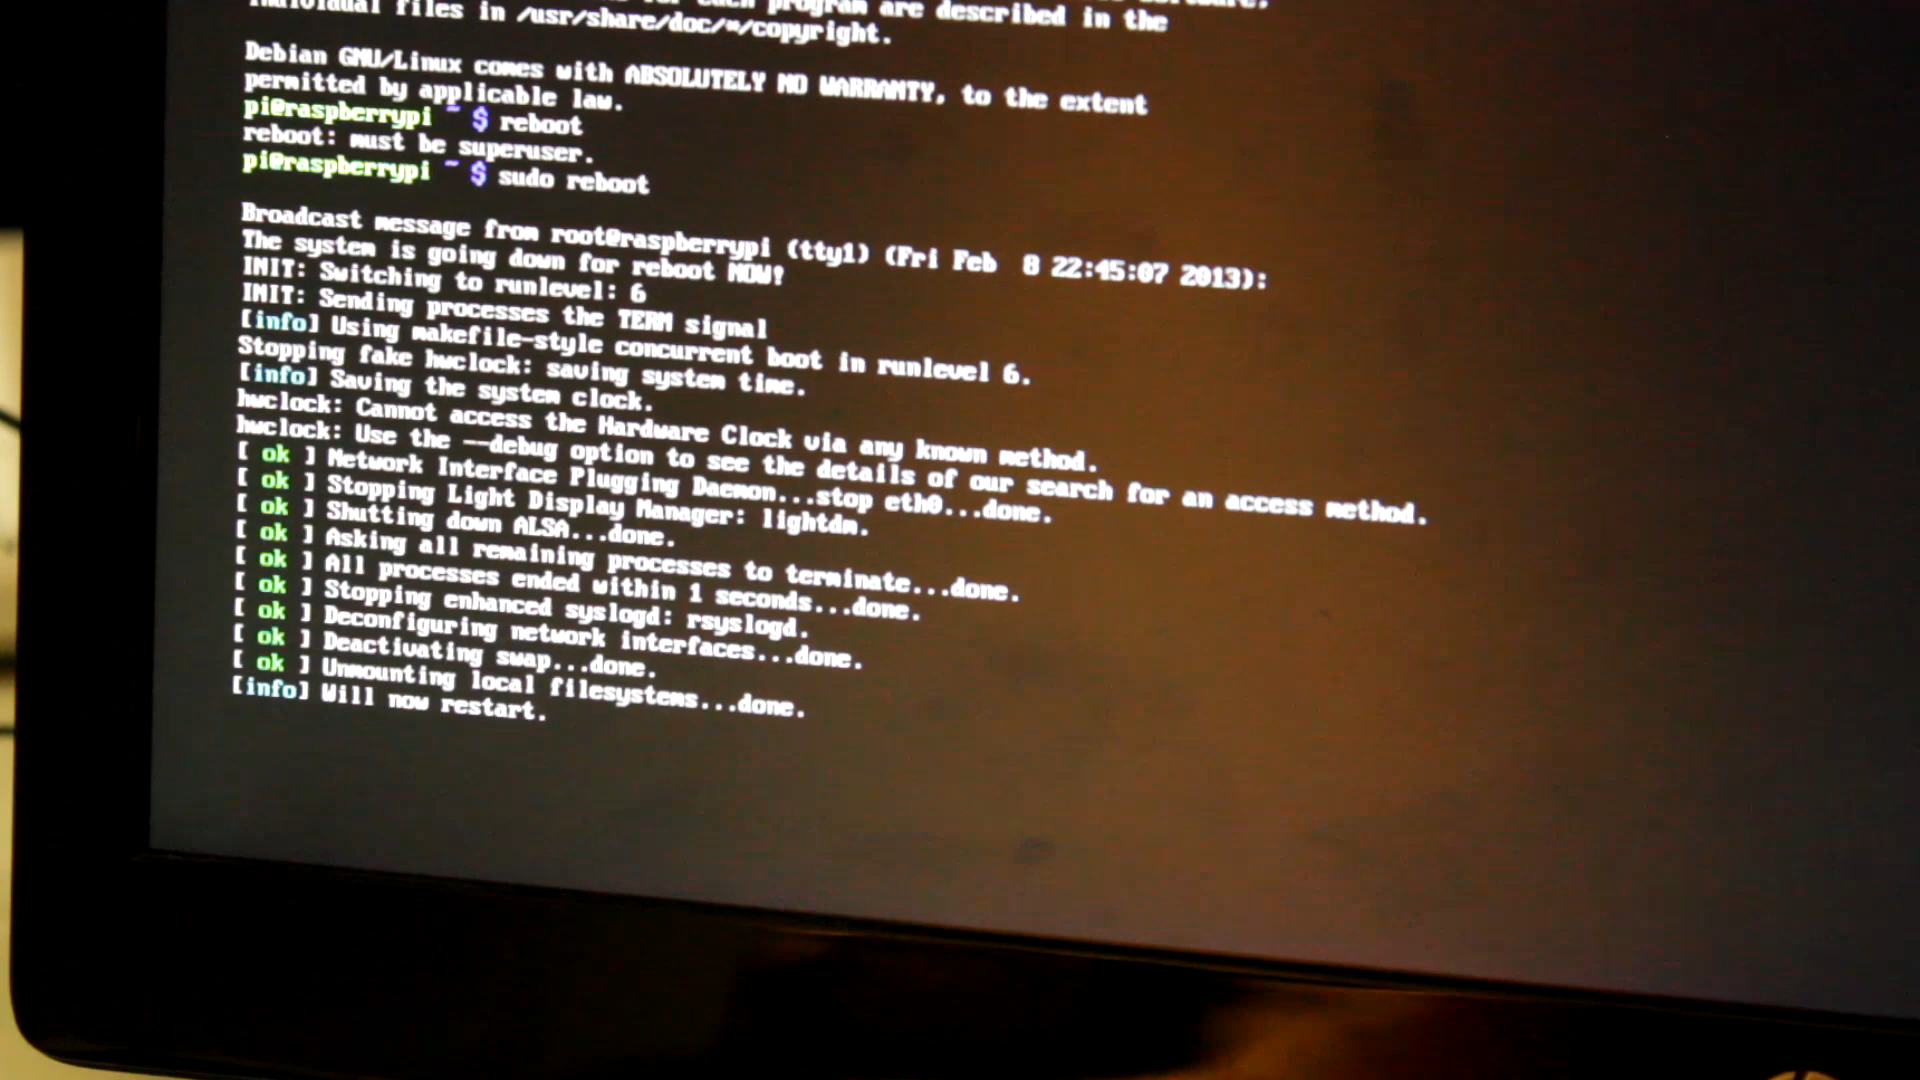 program are described in the
individual files in /usr/share/doc/*/copyright.
Debian GNU/Linux comes with ABSOLUTELY NO WARRANTY, to the extent
permitted by applicable law.
pi@raspberrypi ~ $ reboot
reboot: must be superuser.
pi@raspberrypi ~ $ sudo reboot
Broadcast message from root@raspberrypi (tty1) (Fri Feb  8 22:45:07 2013):
The system is going down for reboot NOW!
INIT: Switching to runlevel: 6
INIT: Sending processes the TERM signal
[info] Using makefile-style concurrent boot in runlevel 6.
Stopping fake hwclock: saving system time.
[info] Saving the system clock.
hwclock: Cannot access the Hardware Clock via any known method.
hwclock: Use the --debug option to see the details of our search for an access method.
[ ok ] Network Interface Plugging Daemon...stop eth0...done.
[ ok ] Stopping Light Display Manager: lightdm.
[ ok ] Shutting down ALSA...done.
[ ok ] Asking all remaining processes to terminate...done.
[ ok ] All processes ended within 1 seconds...done.
[ ok ] Stopping enhanced syslogd: rsyslogd.
[ ok ] Deconfiguring network interfaces...done.
[ ok ] Deactivating swap...done.
[ ok ] Unmounting local filesystems...done.
[info] Will now restart.